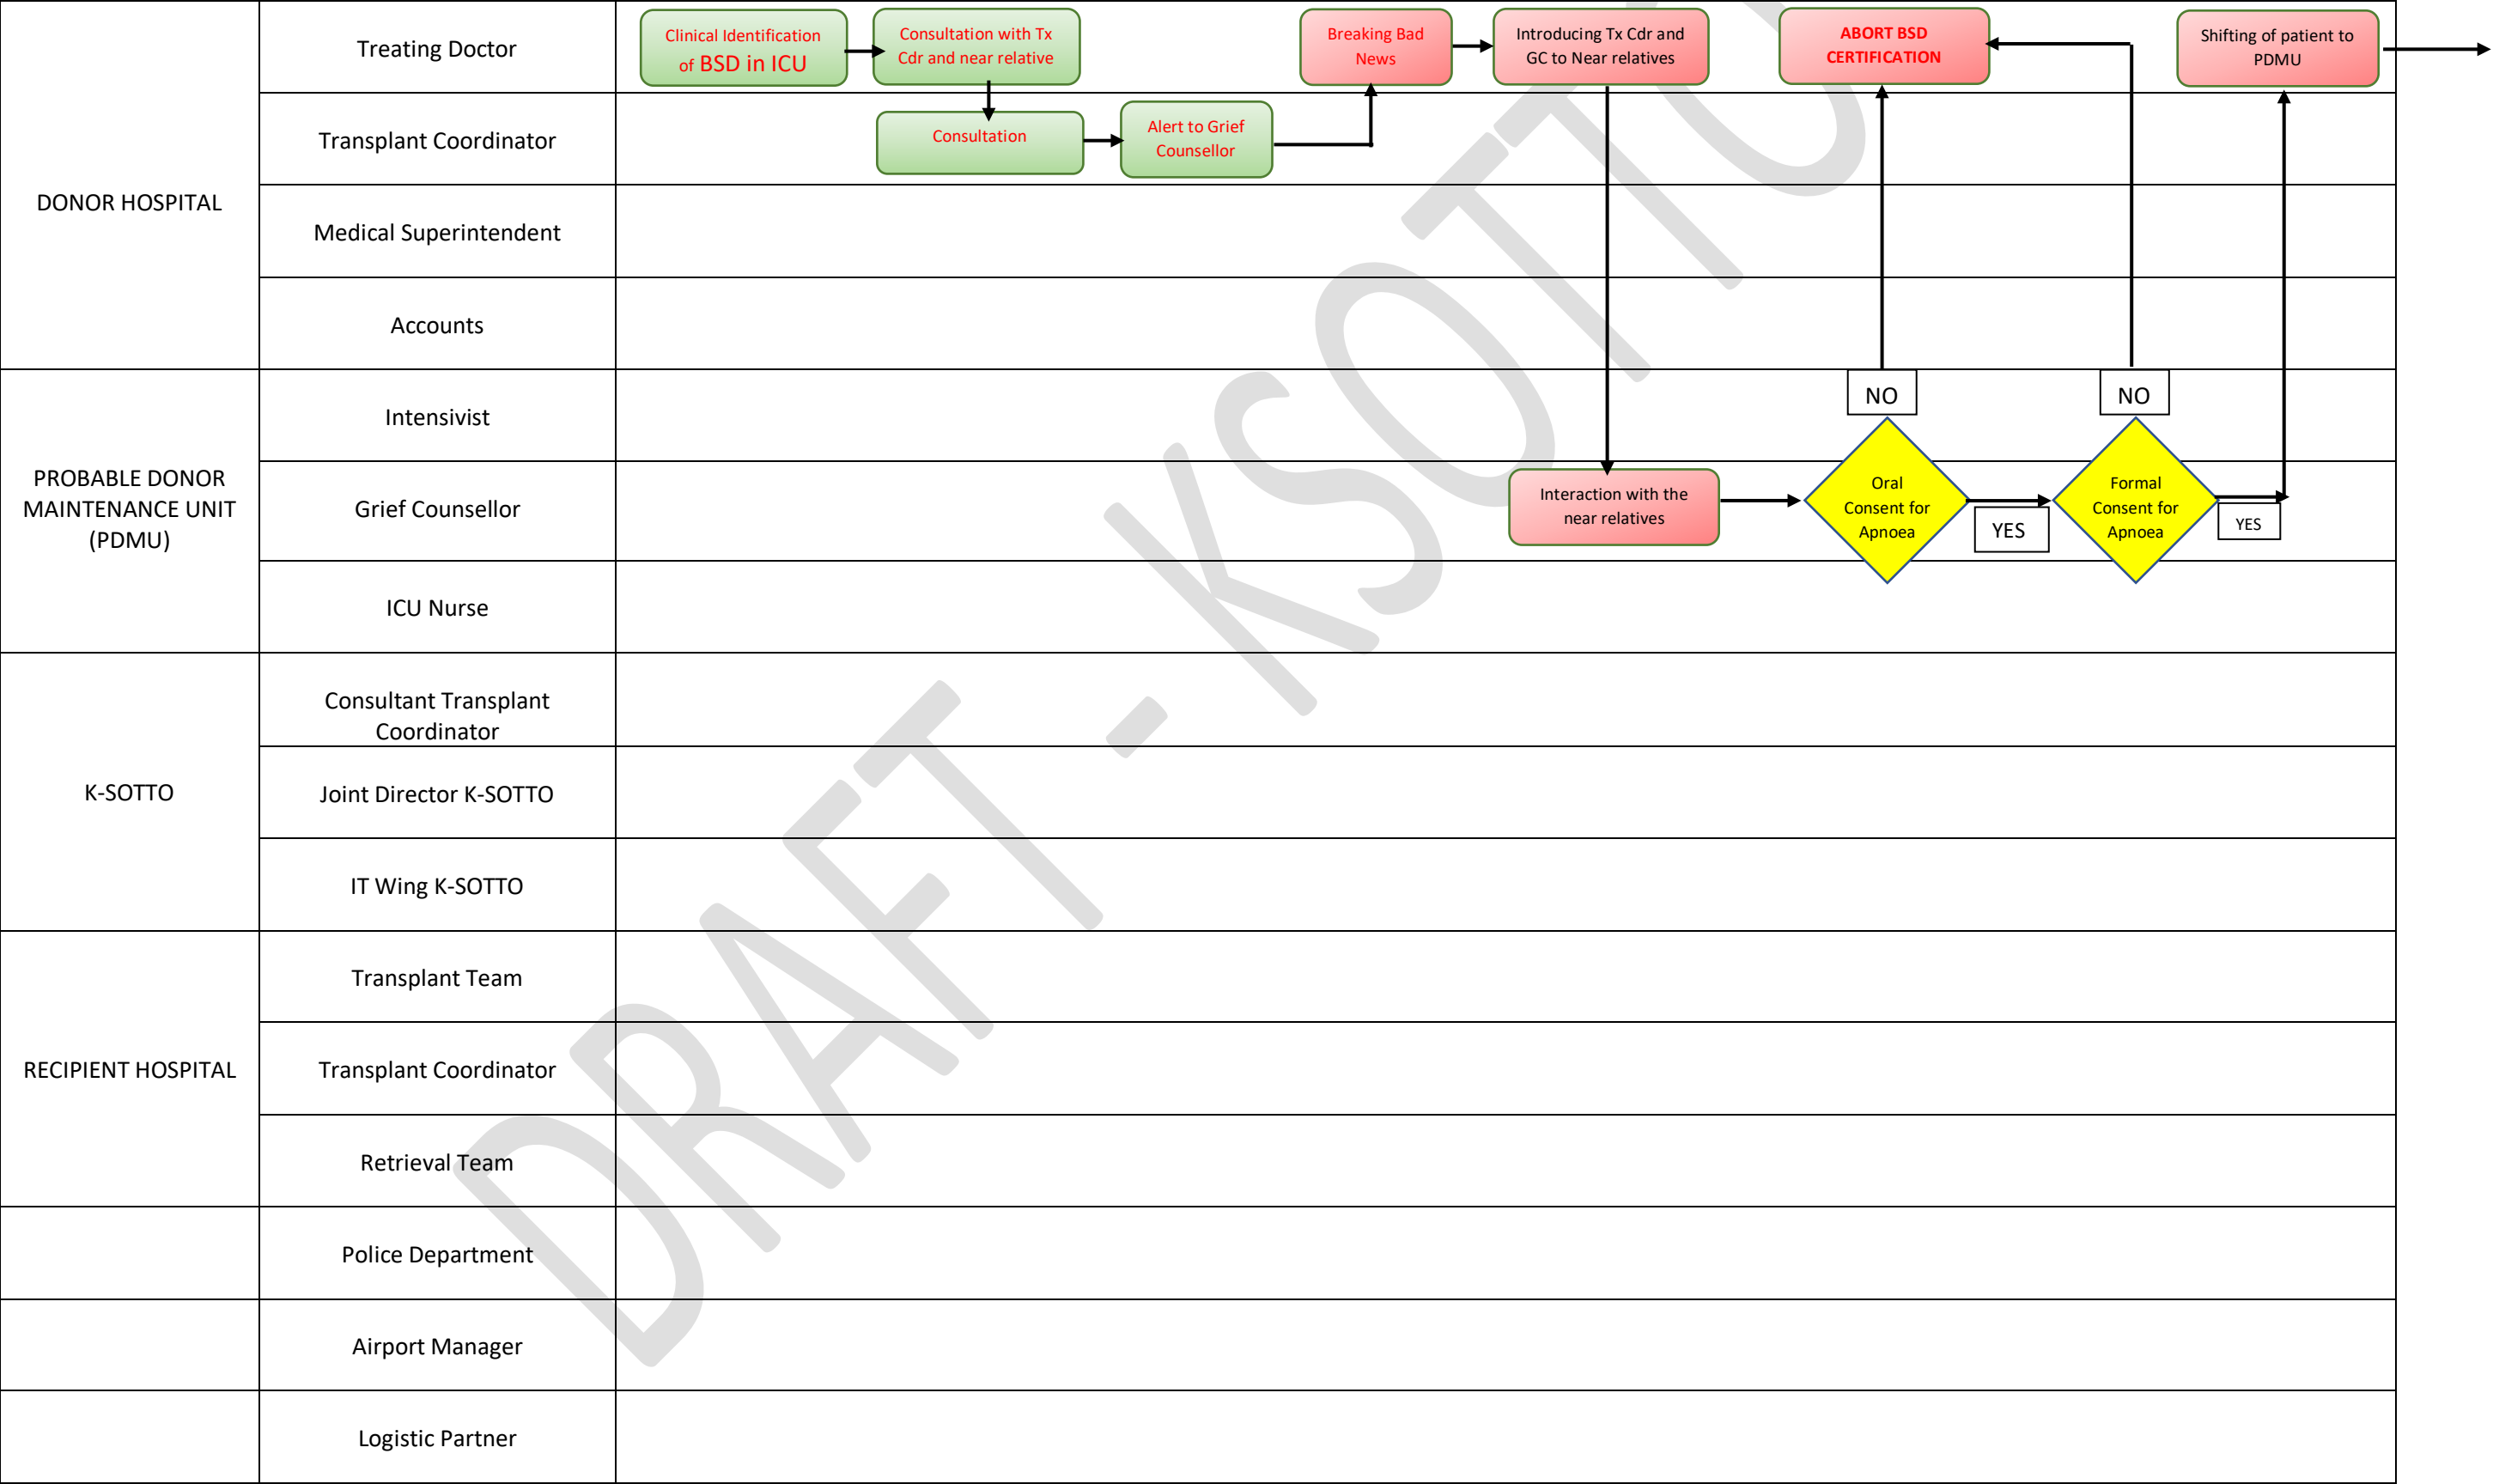 DONOR HOSPITAL
Treating Doctor
Clinical Identification
of BSD in ICU
Consultation with Tx
Cdr and near relative
Breaking Bad
News
Introducing Tx Cdr and
GC to Near relatives
ABORT BSD
CERTIFICATION
Shifting of patient to
PDMU
Transplant Coordinator
Consultation
Alert to Grief
Counsellor
Medical Superintendent
Accounts
PROBABLE DONOR
MAINTENANCE UNIT
(PDMU)
Intensivist
NO
NO
Grief Counsellor
Interaction with the
near relatives
Oral
Consent for
Apnoea
YES
Formal
Consent for
Apnoea
YES
ICU Nurse
K-SOTTO
Consultant Transplant
Coordinator
Joint Director K-SOTTO
IT Wing K-SOTTO
RECIPIENT HOSPITAL
Transplant Team
Transplant Coordinator
Retrieval Team
Police Department
Airport Manager
Logistic Partner
DRAFT - KSOTTO